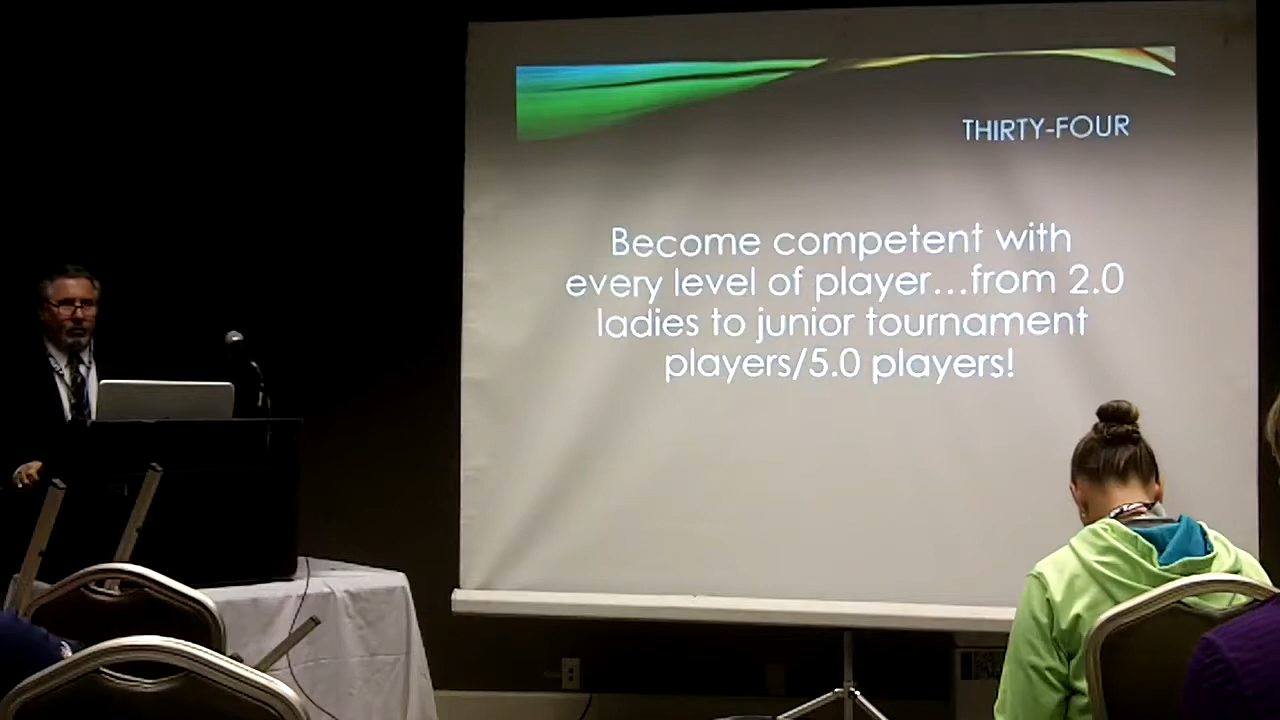 THIRTY-FOUR
Become competent with
every level of player...from 2.0
ladies to junior tournament
players/5.0 players!